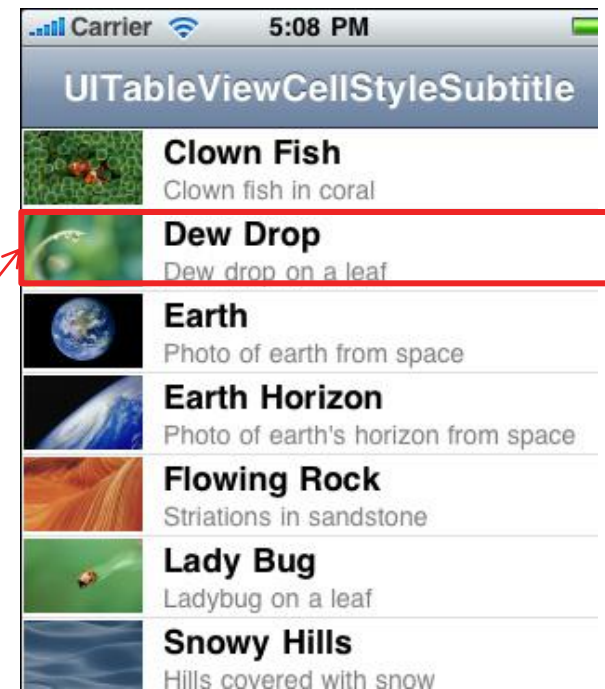 Carrier 5:08 PM
UITableViewCellStyleSubtitle
Clown Fish
Clown fish in coral
Dew Drop
Dew drop on a leaf
Earth
Photo of earth from space
Earth Horizon
Photo of earth's horizon from space
Flowing Rock
Striations in sandstone
Lady Bug
Ladybug on a leaf
Snowy Hills
Hills covered with snow